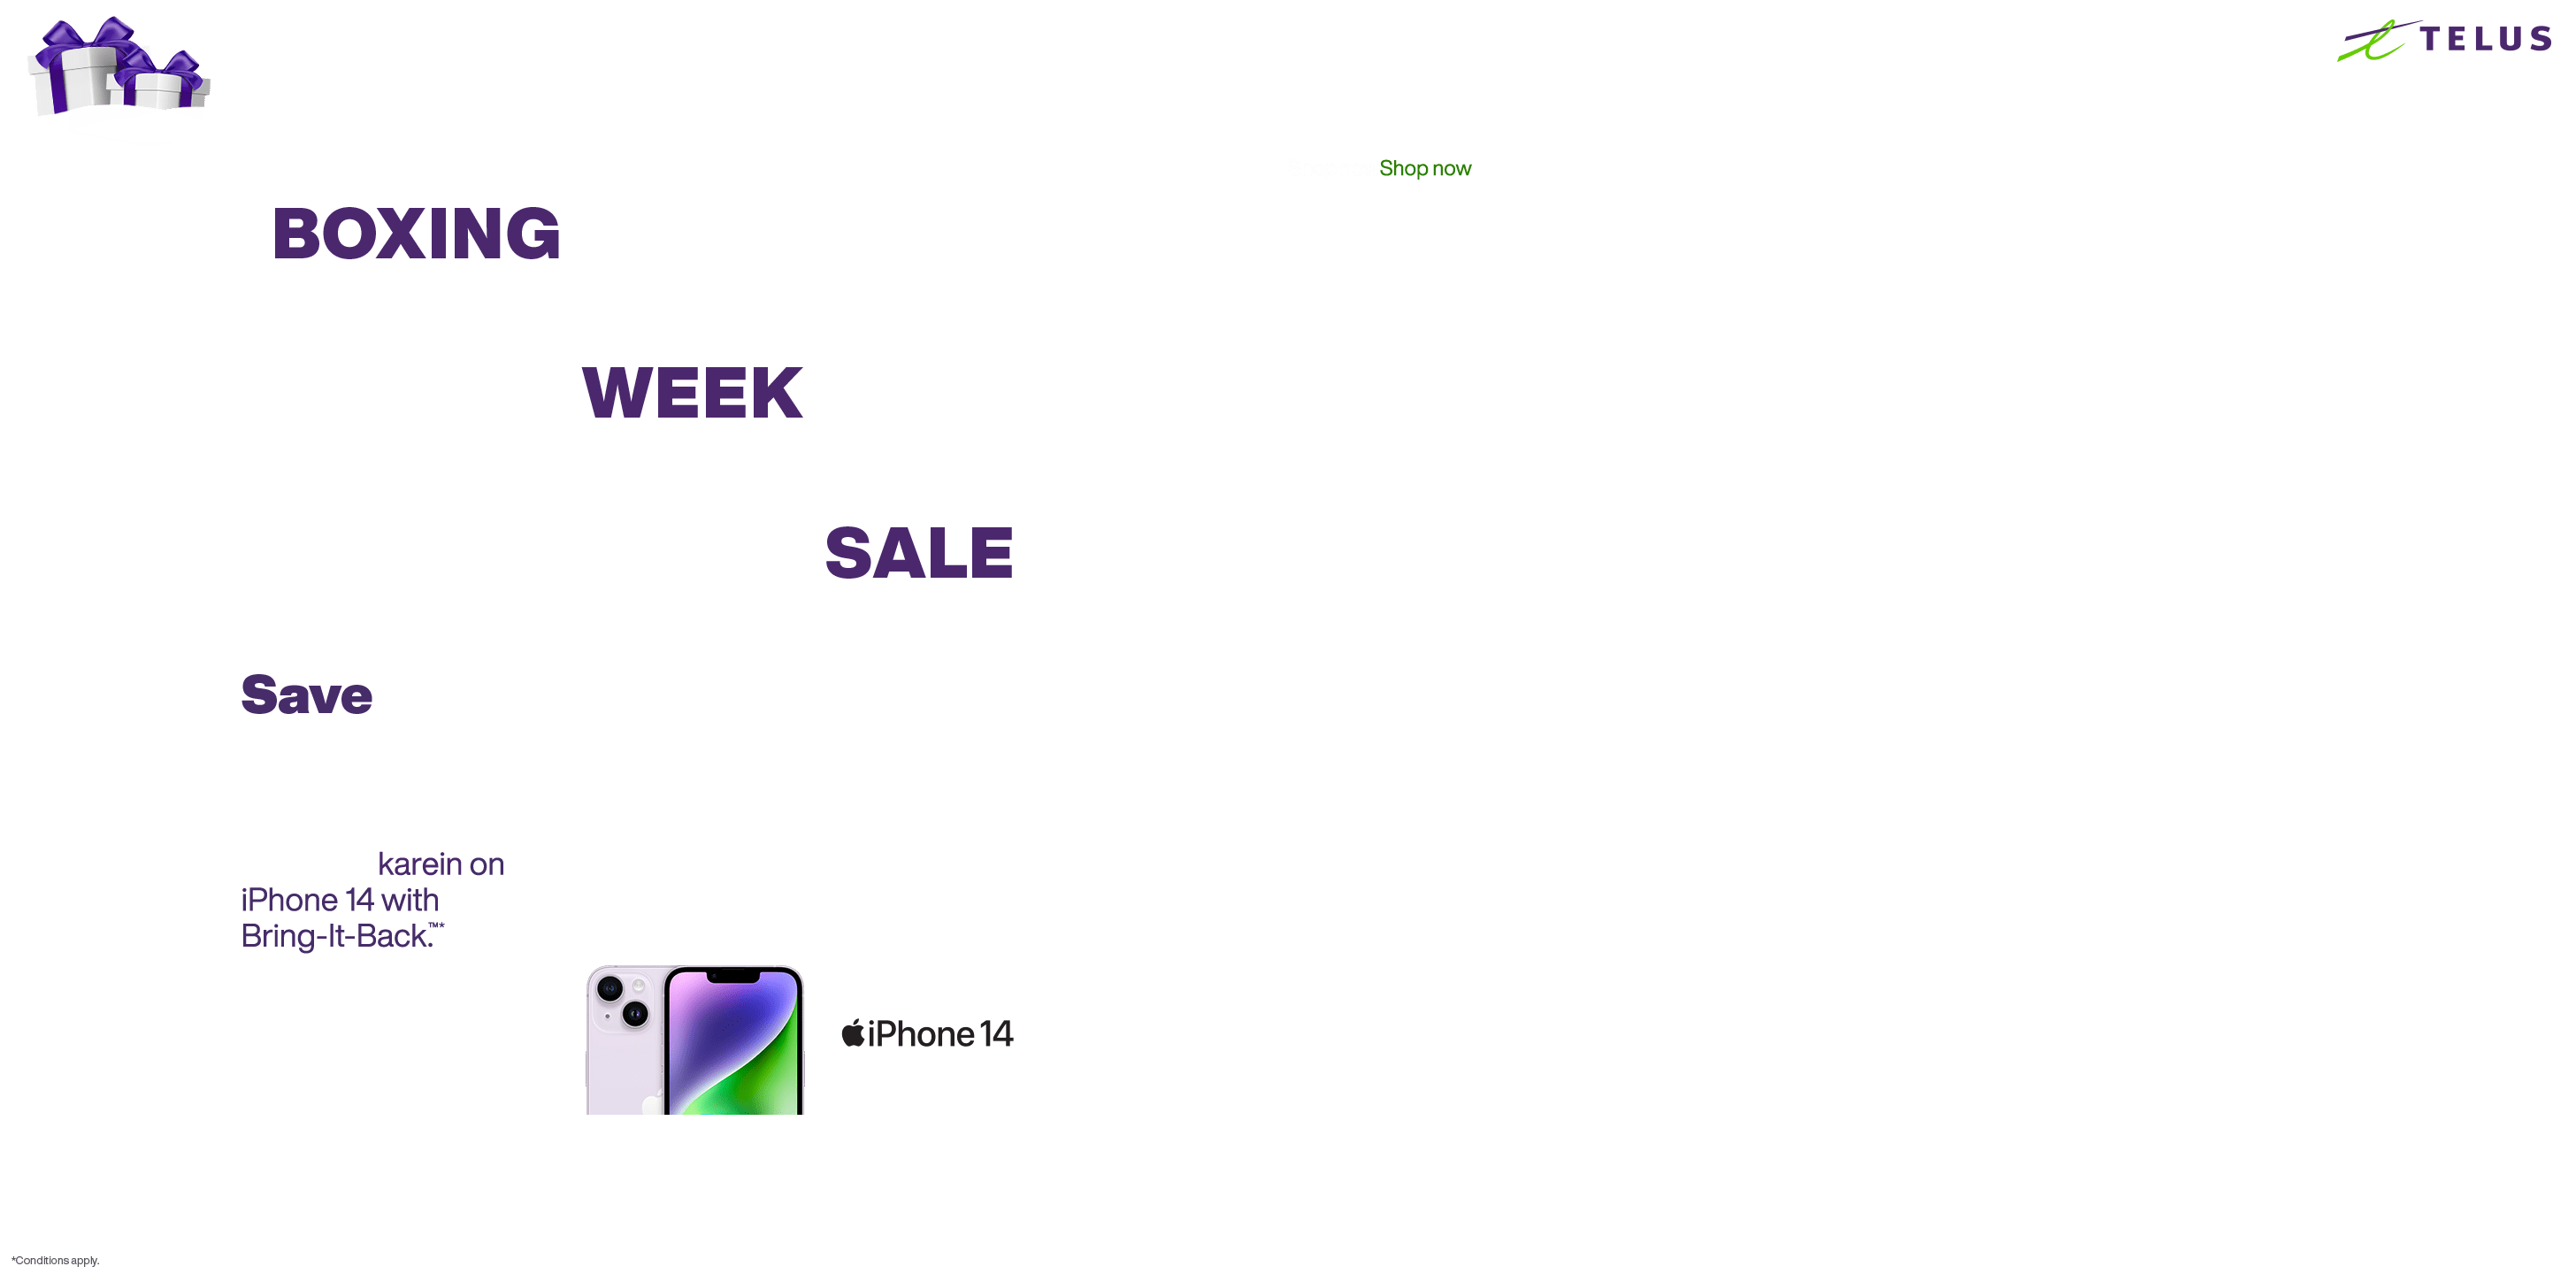 TELUS
Shop now
BOXING
WEEK
SALE
Save
karein on
iPhone 14 with
Bring-It-Back.™*
iPhone 14
*Conditions apply.